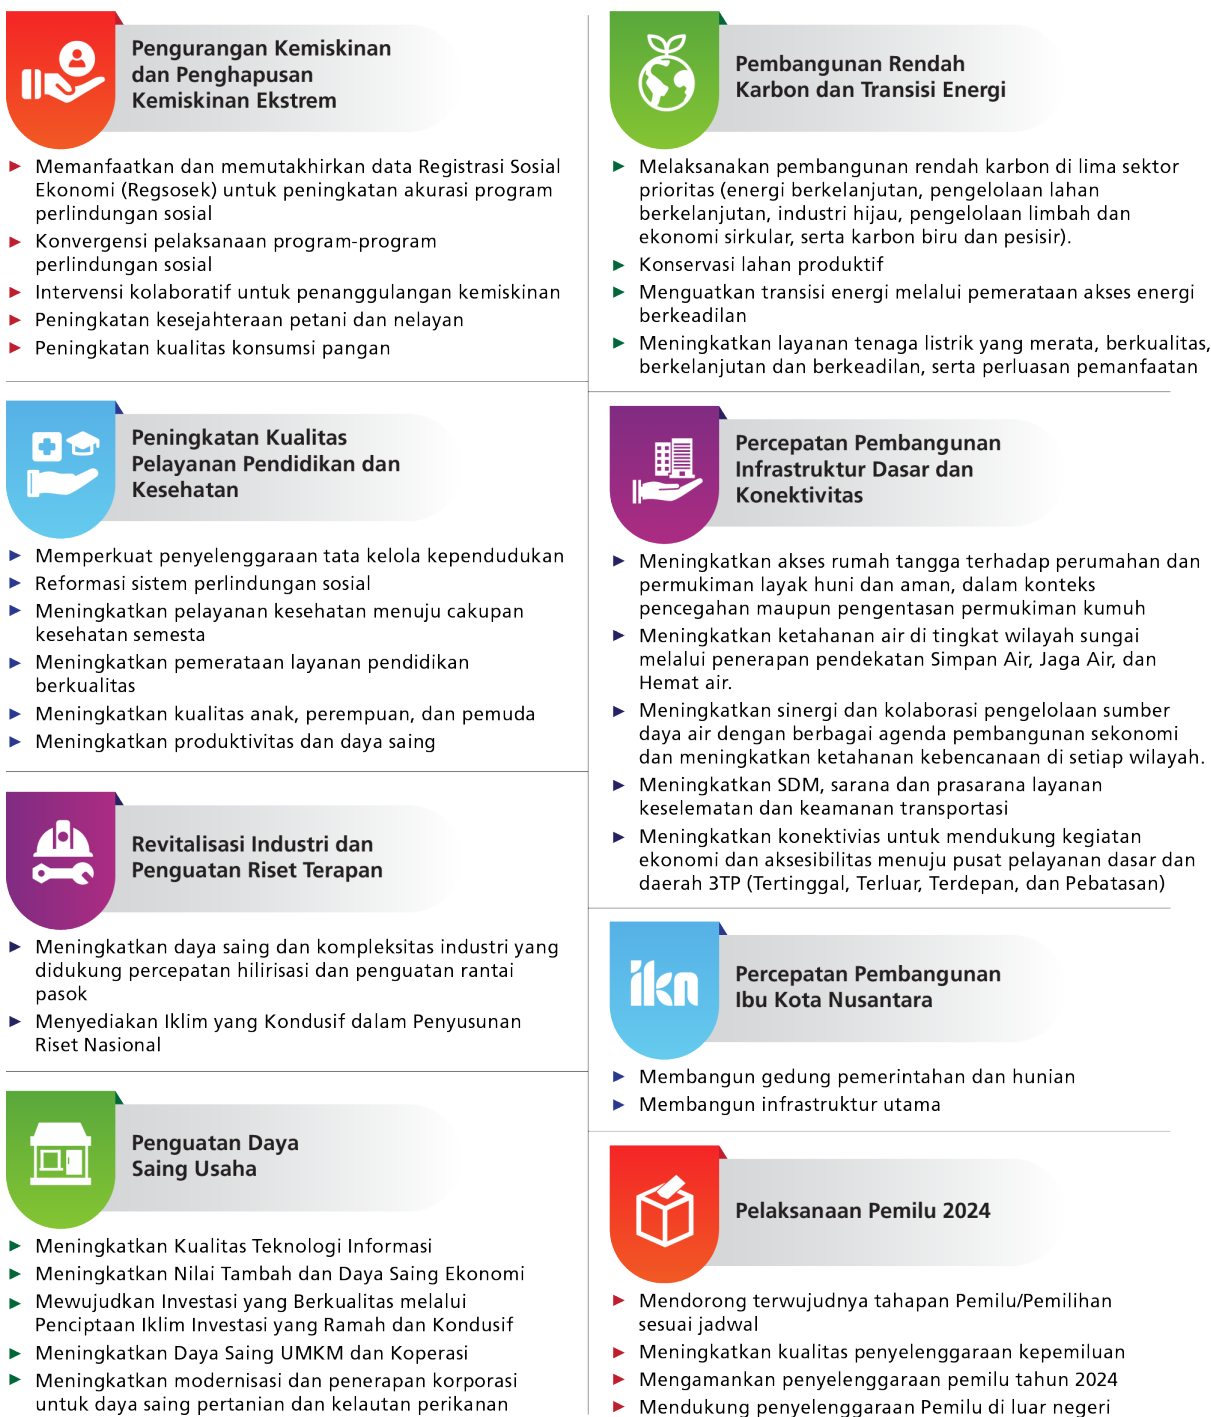 Pengurangan Kemiskinan
dan Penghapusan
Kemiskinan Ekstrem
Memanfaatkan dan memutakhirkan data Registrasi Sosial
Ekonomi (Regsosek) untuk peningkatan akurasi program
perlindungan sosial
Konvergensi pelaksanaan program-program
perlindungan sosial
Intervensi kolaboratif untuk penanggulangan kemiskinan
Peningkatan kesejahteraan petani dan nelayan
Peningkatan kualitas konsumsi pangan
Peningkatan Kualitas
Pelayanan Pendidikan dan
Kesehatan
Memperkuat penyelenggaraan tata kelola kependudukan
Reformasi sistem perlindungan sosial
Meningkatkan pelayanan kesehatan menuju cakupan
kesehatan semesta
Meningkatkan pemerataan layanan pendidikan
berkualitas
Meningkatkan kualitas anak, perempuan, dan pemuda
Meningkatkan produktivitas dan daya saing
Revitalisasi Industri dan
Penguatan Riset Terapan
Meningkatkan daya saing dan kompleksitas industri yang
didukung percepatan hilirisasi dan penguatan rantai
pasok
Menyediakan Iklim yang Kondusif dalam Penyusunan
Riset Nasional
Penguatan Daya
Saing Usaha
Meningkatkan Kualitas Teknologi Informasi
Meningkatkan Nilai Tambah dan Daya Saing Ekonomi
Mewujudkan Investasi yang Berkualitas melalui
Penciptaan Iklim Investasi yang Ramah dan Kondusif
Meningkatkan Daya Saing UMKM dan Koperasi
Meningkatkan modernisasi dan penerapan korporasi
untuk daya saing pertanian dan kelautan perikanan
Pembangunan Rendah
Karbon dan Transisi Energi
Melaksanakan pembangunan rendah karbon di lima sektor
prioritas (energi berkelanjutan, pengelolaan lahan
berkelanjutan, industri hijau, pengelolaan limbah dan
ekonomi sirkular, serta karbon biru dan pesisir).
Konservasi lahan produktif
Menguatkan transisi energi melalui pemerataan akses energi
berkeadilan
Meningkatkan layanan tenaga listrik yang merata, berkualitas,
berkelanjutan dan berkeadilan, serta perluasan pemanfaatan
Percepatan Pembangunan
Infrastruktur Dasar dan
Konektivitas
Meningkatkan akses rumah tangga terhadap perumahan dan
permukiman layak huni dan aman, dalam konteks
pencegahan maupun pengentasan permukiman kumuh
Meningkatkan ketahanan air di tingkat wilayah sungai
melalui penerapan pendekatan Simpan Air, Jaga Air, dan
Hemat air.
Meningkatkan sinergi dan kolaborasi pengelolaan sumber
daya air dengan berbagai agenda pembangunan sekonomi
dan meningkatkan ketahanan kebencanaan di setiap wilayah.
Meningkatkan SDM, sarana dan prasarana layanan
keselematan dan keamanan transportasi
Meningkatkan konektivias untuk mendukung kegiatan
ekonomi dan aksesibilitas menuju pusat pelayanan dasar dan
daerah 3TP (Tertinggal, Terluar, Terdepan, dan Pebatasan)
ikn
Percepatan Pembangunan
Ibu Kota Nusantara
Membangun gedung pemerintahan dan hunian
Membangun infrastruktur utama
Pelaksanaan Pemilu 2024
Mendorong terwujudnya tahapan Pemilu/Pemilihan
sesuai jadwal
Meningkatkan kualitas penyelenggaraan kepemiluan
Mengamankan penyelenggaraan pemilu tahun 2024
Mendukung penyelenggaraan Pemilu di luar negeri